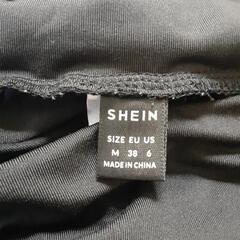 SHEIN
SIZE EU US
M 38 6
MADE IN CHINA